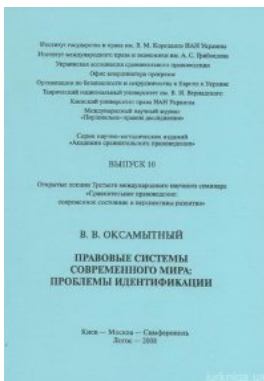 Институт государства и права им. В. М. Корецкого НАН Украины
Институт международного права и экономики им. А. С. Грибоедова
Украинская ассоциация сравнительного правоведения
Офис координатора программ
Организации по безопасности и сотрудничеству в Европе в Украине
Таврический национальный университет им. В. И. Вернадского
Киевский университет права НАН Украины
Международный научный журнал
«Порівняльно-правові дослідження»
Серия научно-методических изданий
«Академия сравнительного правоведения»
ВЫПУСК 10
Открытые лекции Третьего международного научного семинара
«Сравнительное правоведение:
современное состояние и перспективы развития»
В. В. ОКСАМЫТНЫЙ
ПРАВОВЫЕ СИСТЕМЫ
СОВРЕМЕННОГО МИРА:
ПРОБЛЕМЫ ИДЕНТИФИКАЦИИ
Киев — Москва — Симферополь
Логос — 2008